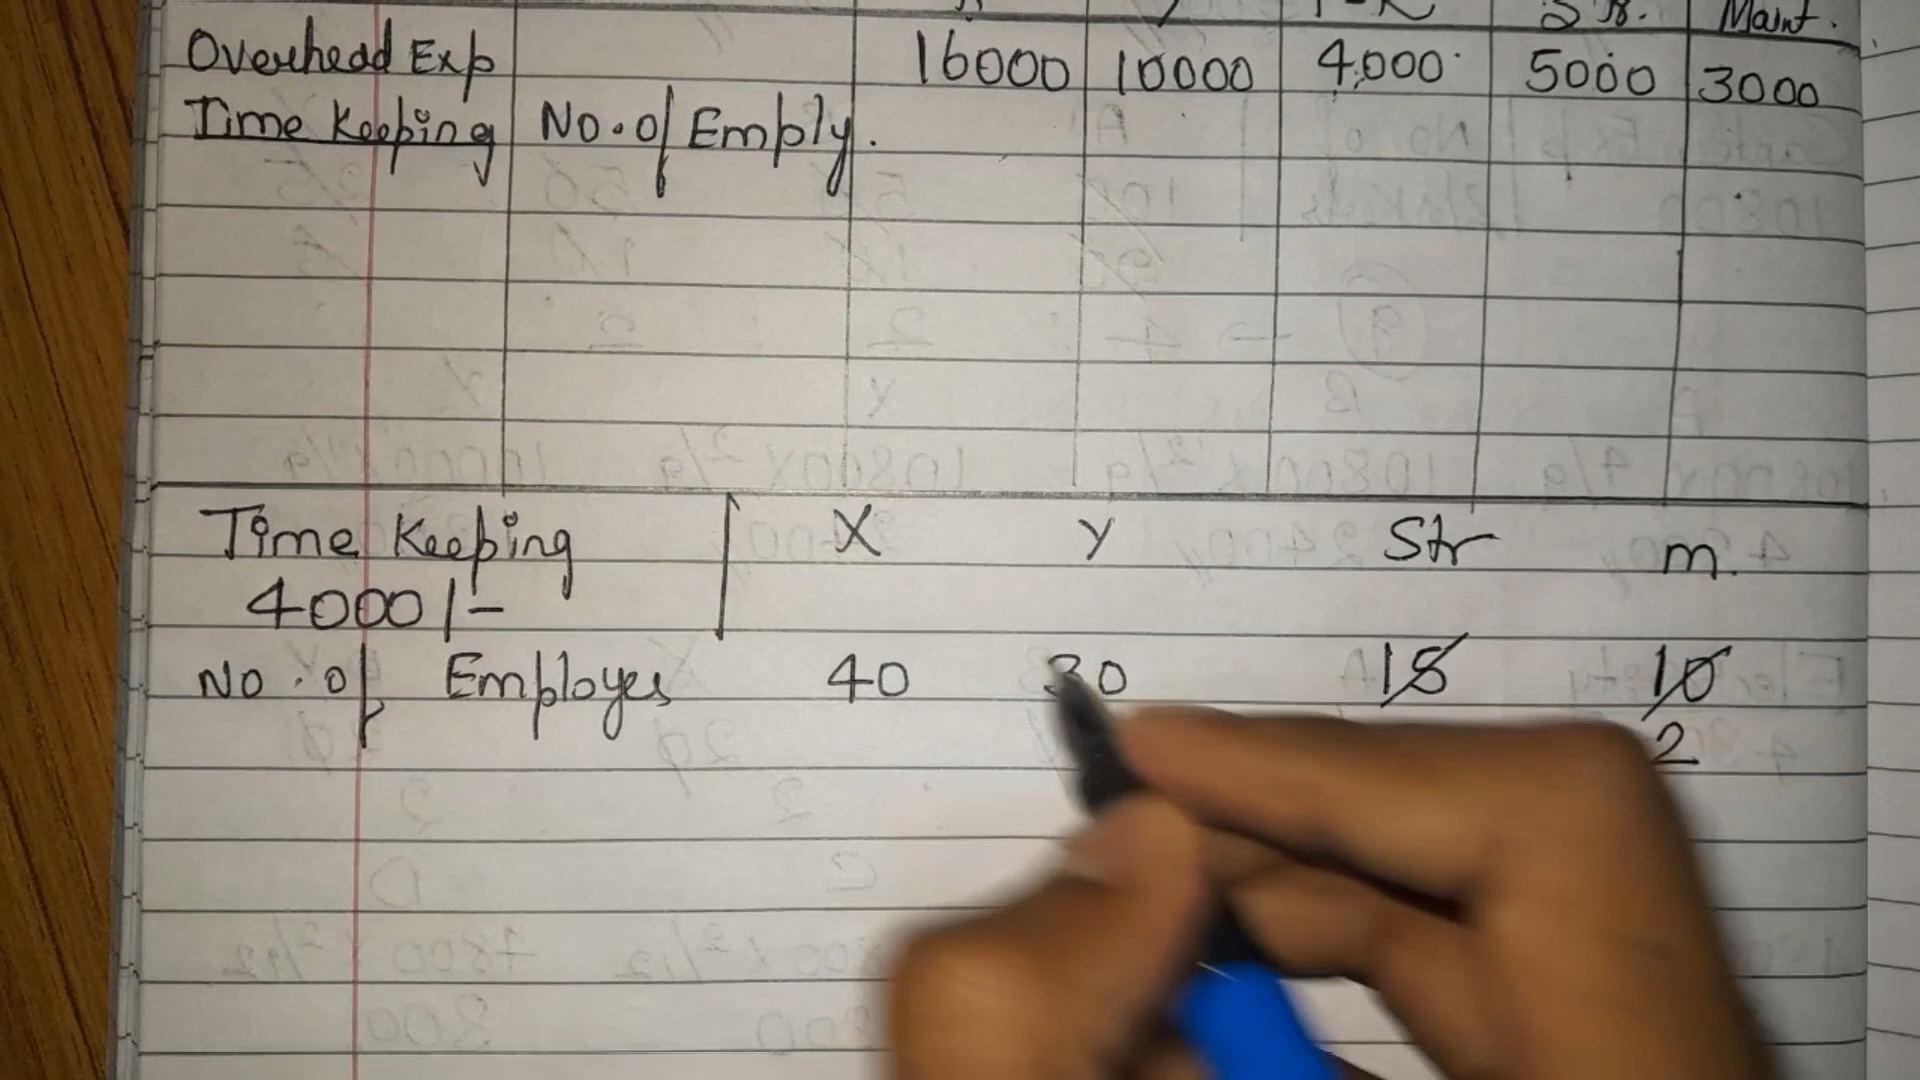 Maint.
Overhead Exp 16000 10000 4000 5000 3000
Time Keeping No. of Emply.
Time Keeping X Y Str m.
4000/-
No. of Employes 40 30 15 10
2